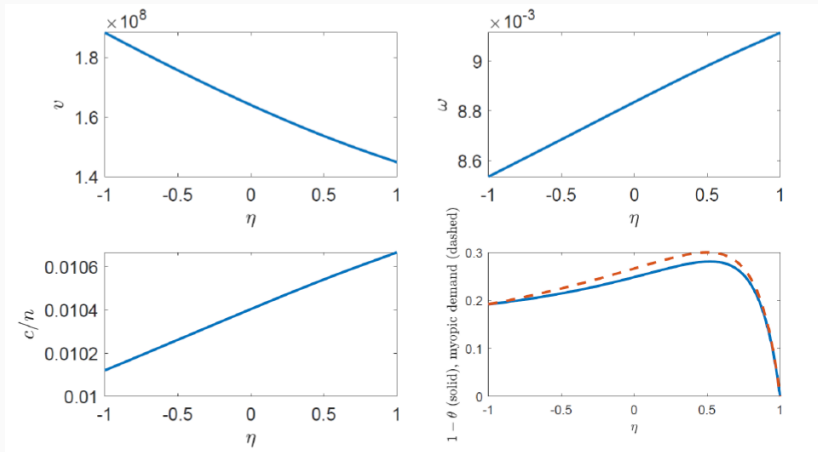 ×10⁸
1.8
1.6
1.4
v
-1 -0.5 0 0.5 1
η
×10⁻³
9
8.8
8.6
ω
-1 -0.5 0 0.5 1
η
0.0106
0.0104
0.0102
0.01
c/n
-1 -0.5 0 0.5 1
η
0.3
0.2
0.1
0
1 − θ (solid), myopic demand (dashed)
-1 -0.5 0 0.5 1
η